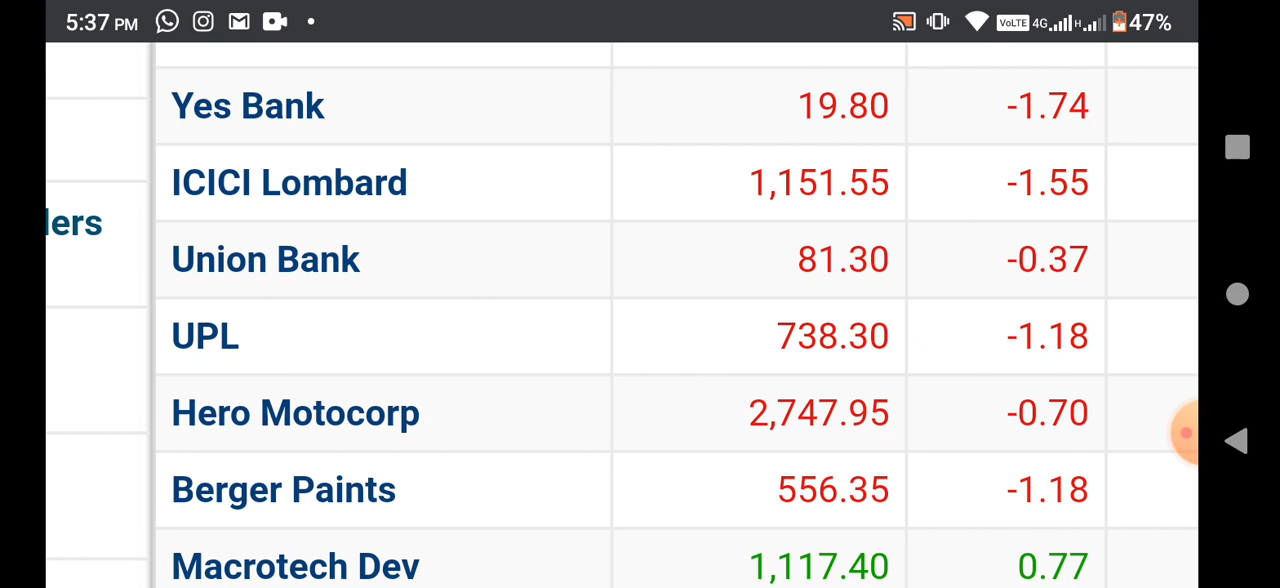 5:37 PM VoLTE 4G H 47%
Yes Bank 19.80 -1.74
ICICI Lombard 1,151.55 -1.55
lers
Union Bank 81.30 -0.37
UPL 738.30 -1.18
Hero Motocorp 2,747.95 -0.70
Berger Paints 556.35 -1.18
Macrotech Dev 1,117.40 0.77